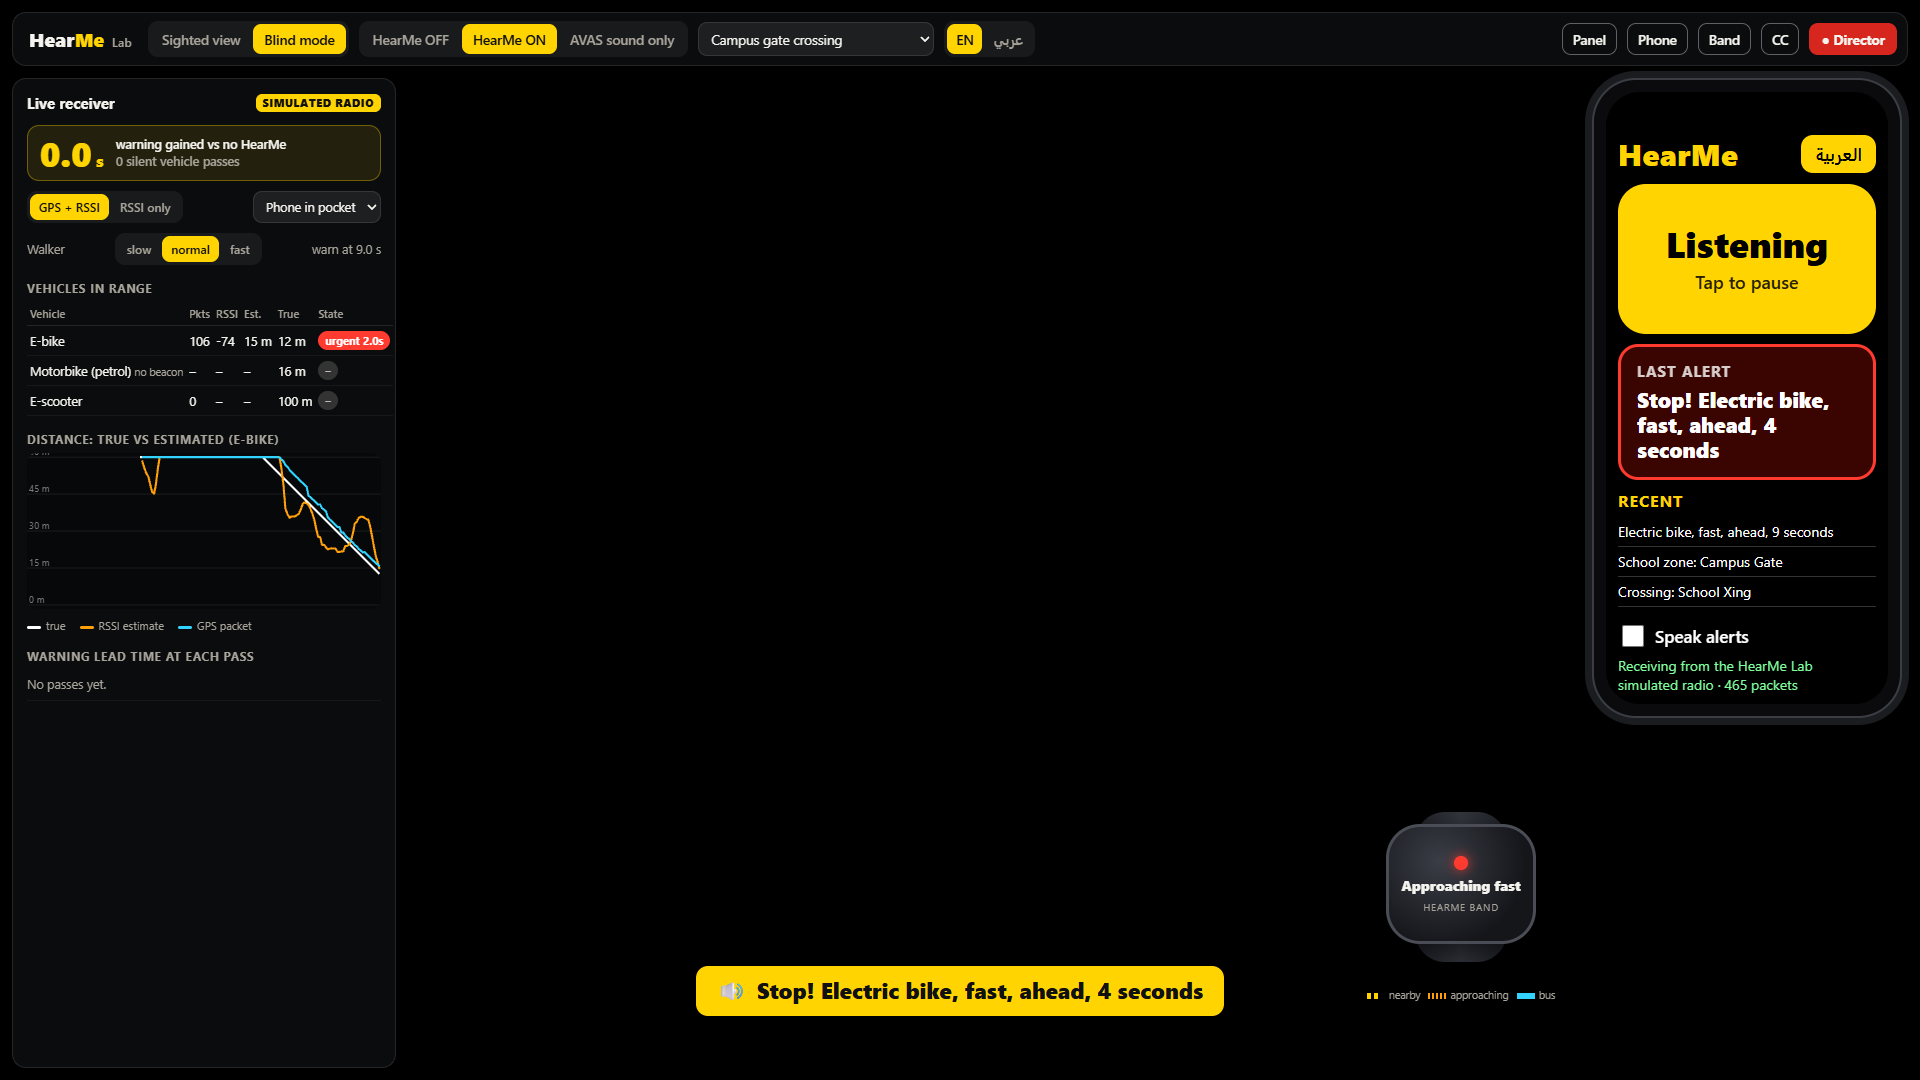 HearMe Lab
Sighted view
Blind mode
HearMe OFF
HearMe ON
AVAS sound only
Campus gate crossing
EN
عربي
Panel
Phone
Band
CC
● Director
Live receiver
SIMULATED RADIO
0.0 s
warning gained vs no HearMe
0 silent vehicle passes
GPS + RSSI
RSSI only
Phone in pocket
Walker
slow
normal
fast
warn at 9.0 s
VEHICLES IN RANGE
Vehicle Pkts RSSI Est. True State
E-bike 106 -74 15 m 12 m urgent 2.0s
Motorbike (petrol) no beacon – – – 16 m –
E-scooter 0 – – 100 m –
DISTANCE: TRUE VS ESTIMATED (E-BIKE)
45 m
30 m
15 m
0 m
true
RSSI estimate
GPS packet
WARNING LEAD TIME AT EACH PASS
No passes yet.
HearMe
العربية
Listening
Tap to pause
LAST ALERT
Stop! Electric bike,
fast, ahead, 4
seconds
RECENT
Electric bike, fast, ahead, 9 seconds
School zone: Campus Gate
Crossing: School Xing
Speak alerts
Receiving from the HearMe Lab
simulated radio · 465 packets
Approaching fast
HEARME BAND
nearby
approaching
bus
Stop! Electric bike, fast, ahead, 4 seconds